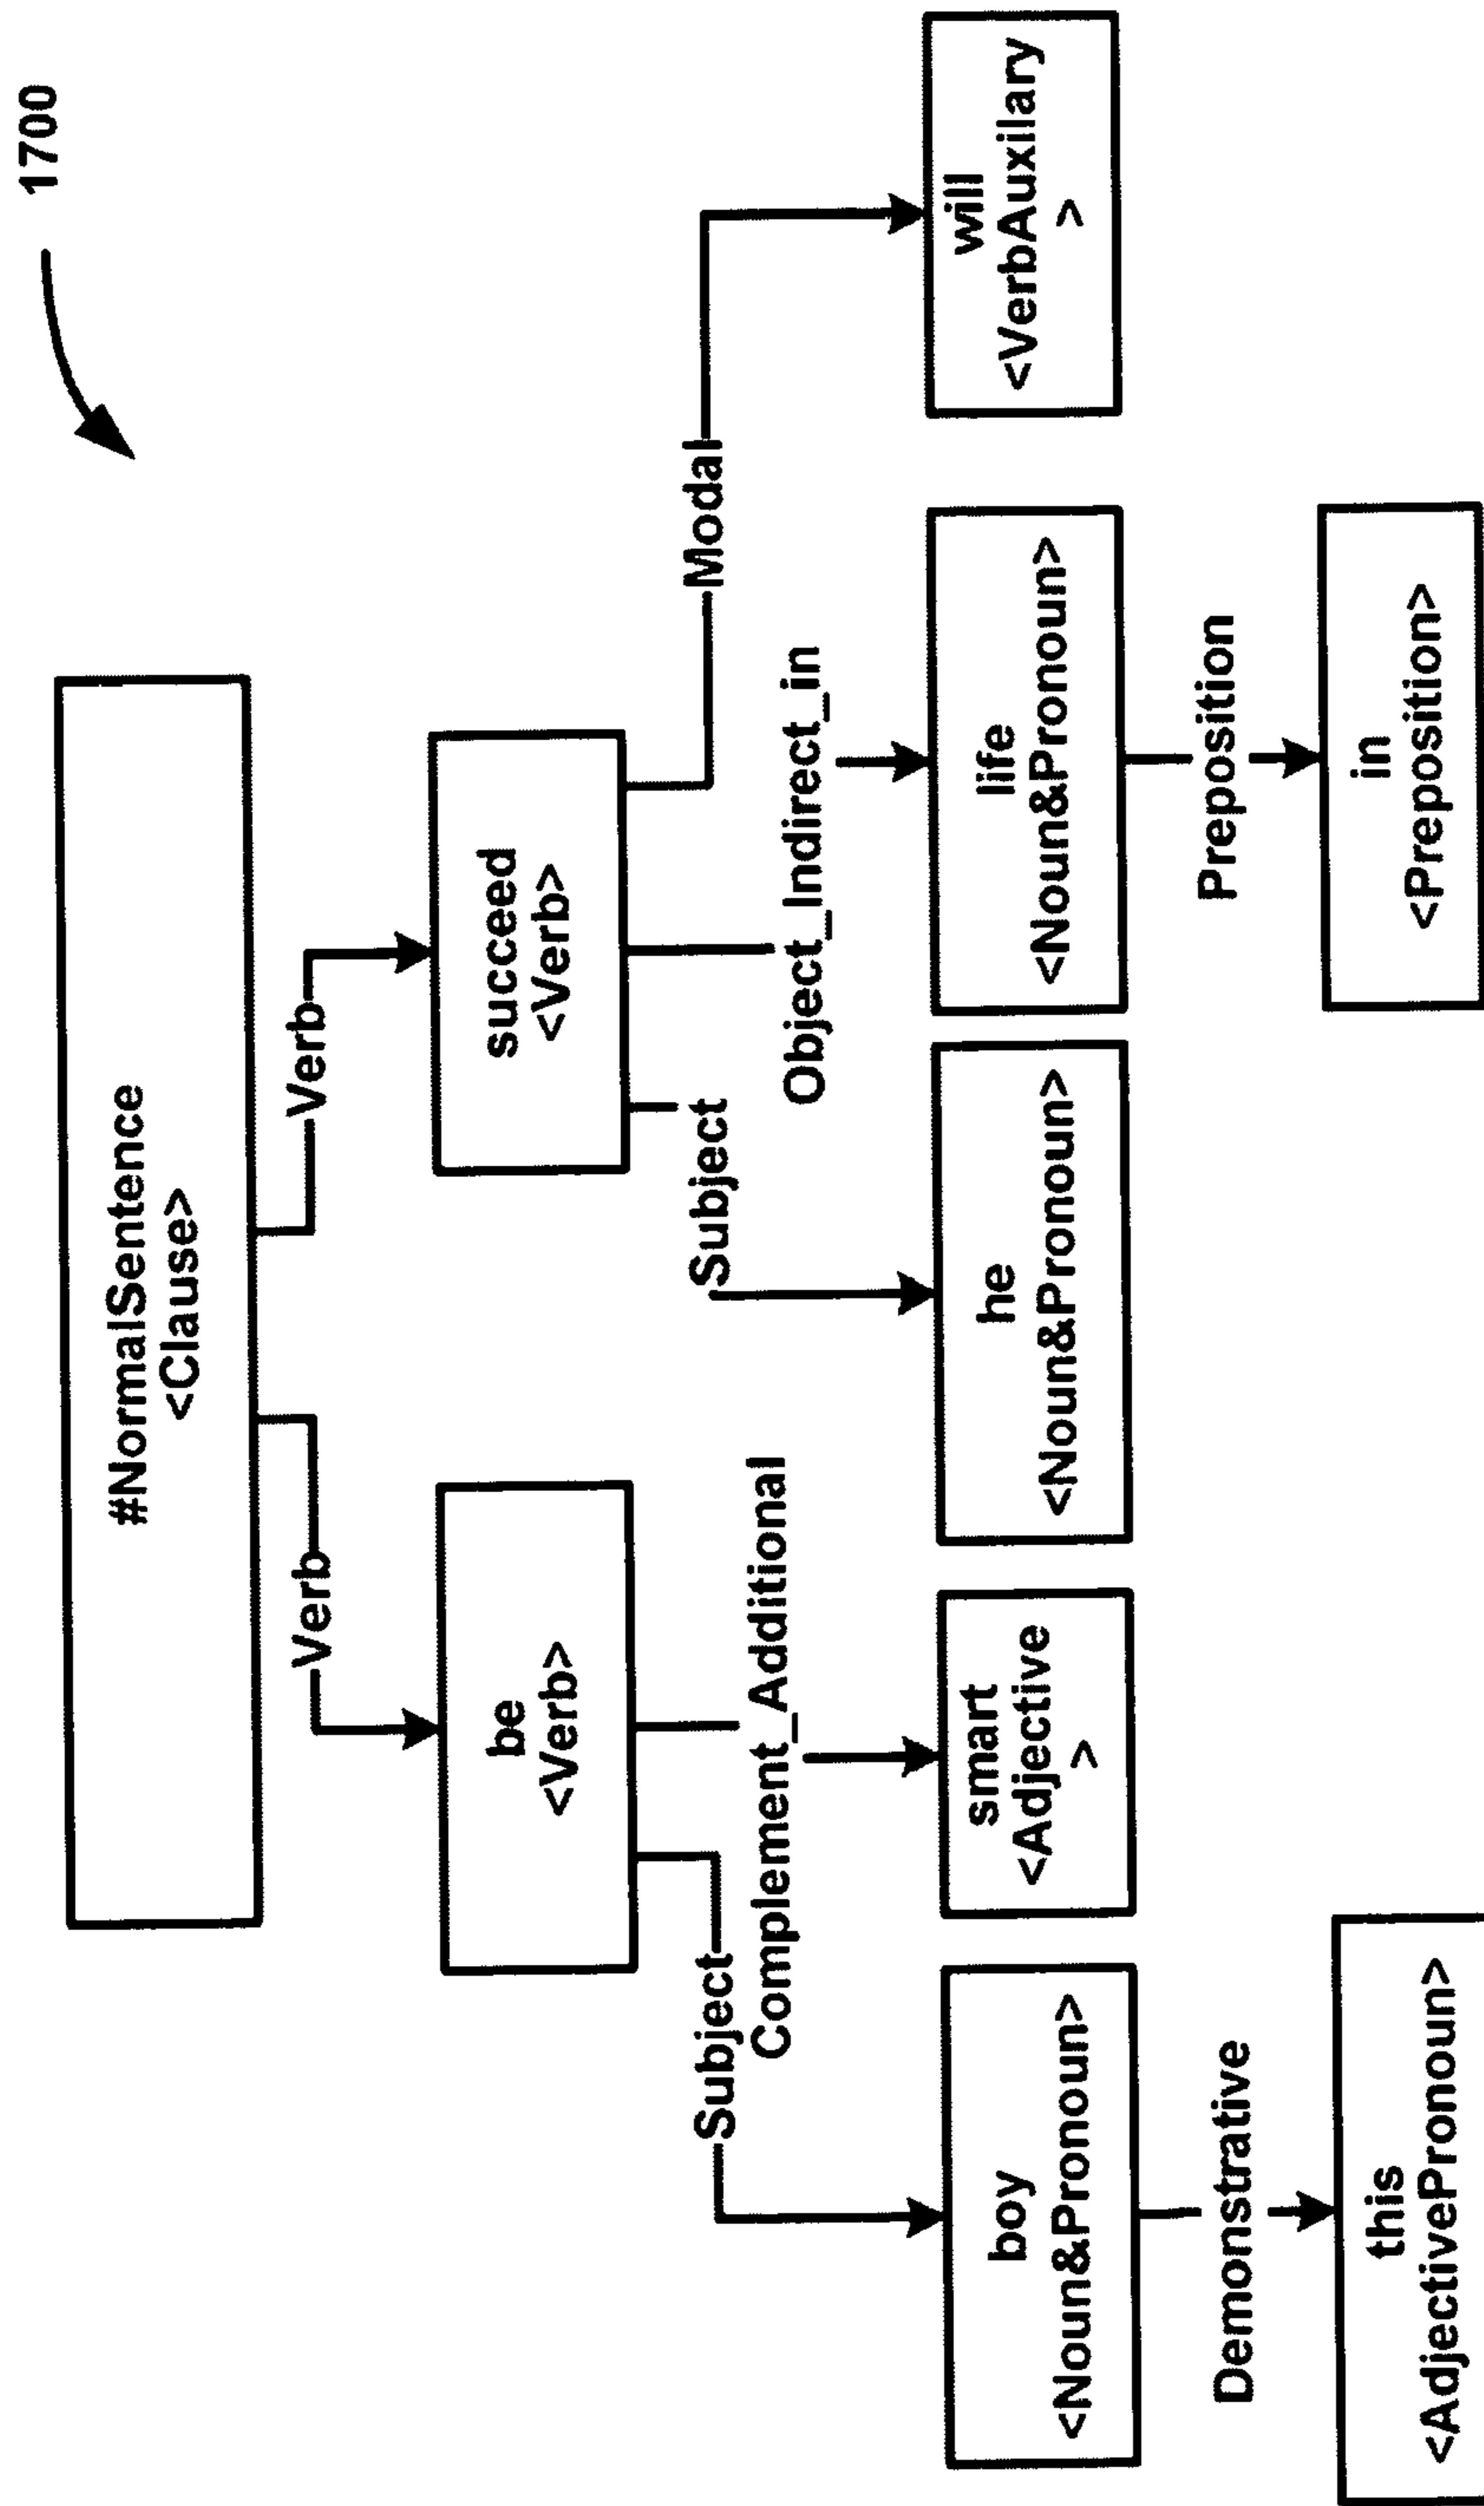 1700
#NormalSentence
<Clause>
Verb
Verb
be
<Verb>
succeed
<Verb>
Subject
Complement_Additional
Subject
Object_Indirect_in
Modal
boy
<Noun&Pronoun>
smart
<Adjective
>
he
<Noun&Pronoun>
life
<Noun&Pronoun>
will
<VerbAuxilary
>
Demonstrative
Preposition
this
<AdjectivePronoun>
in
<Preposition>